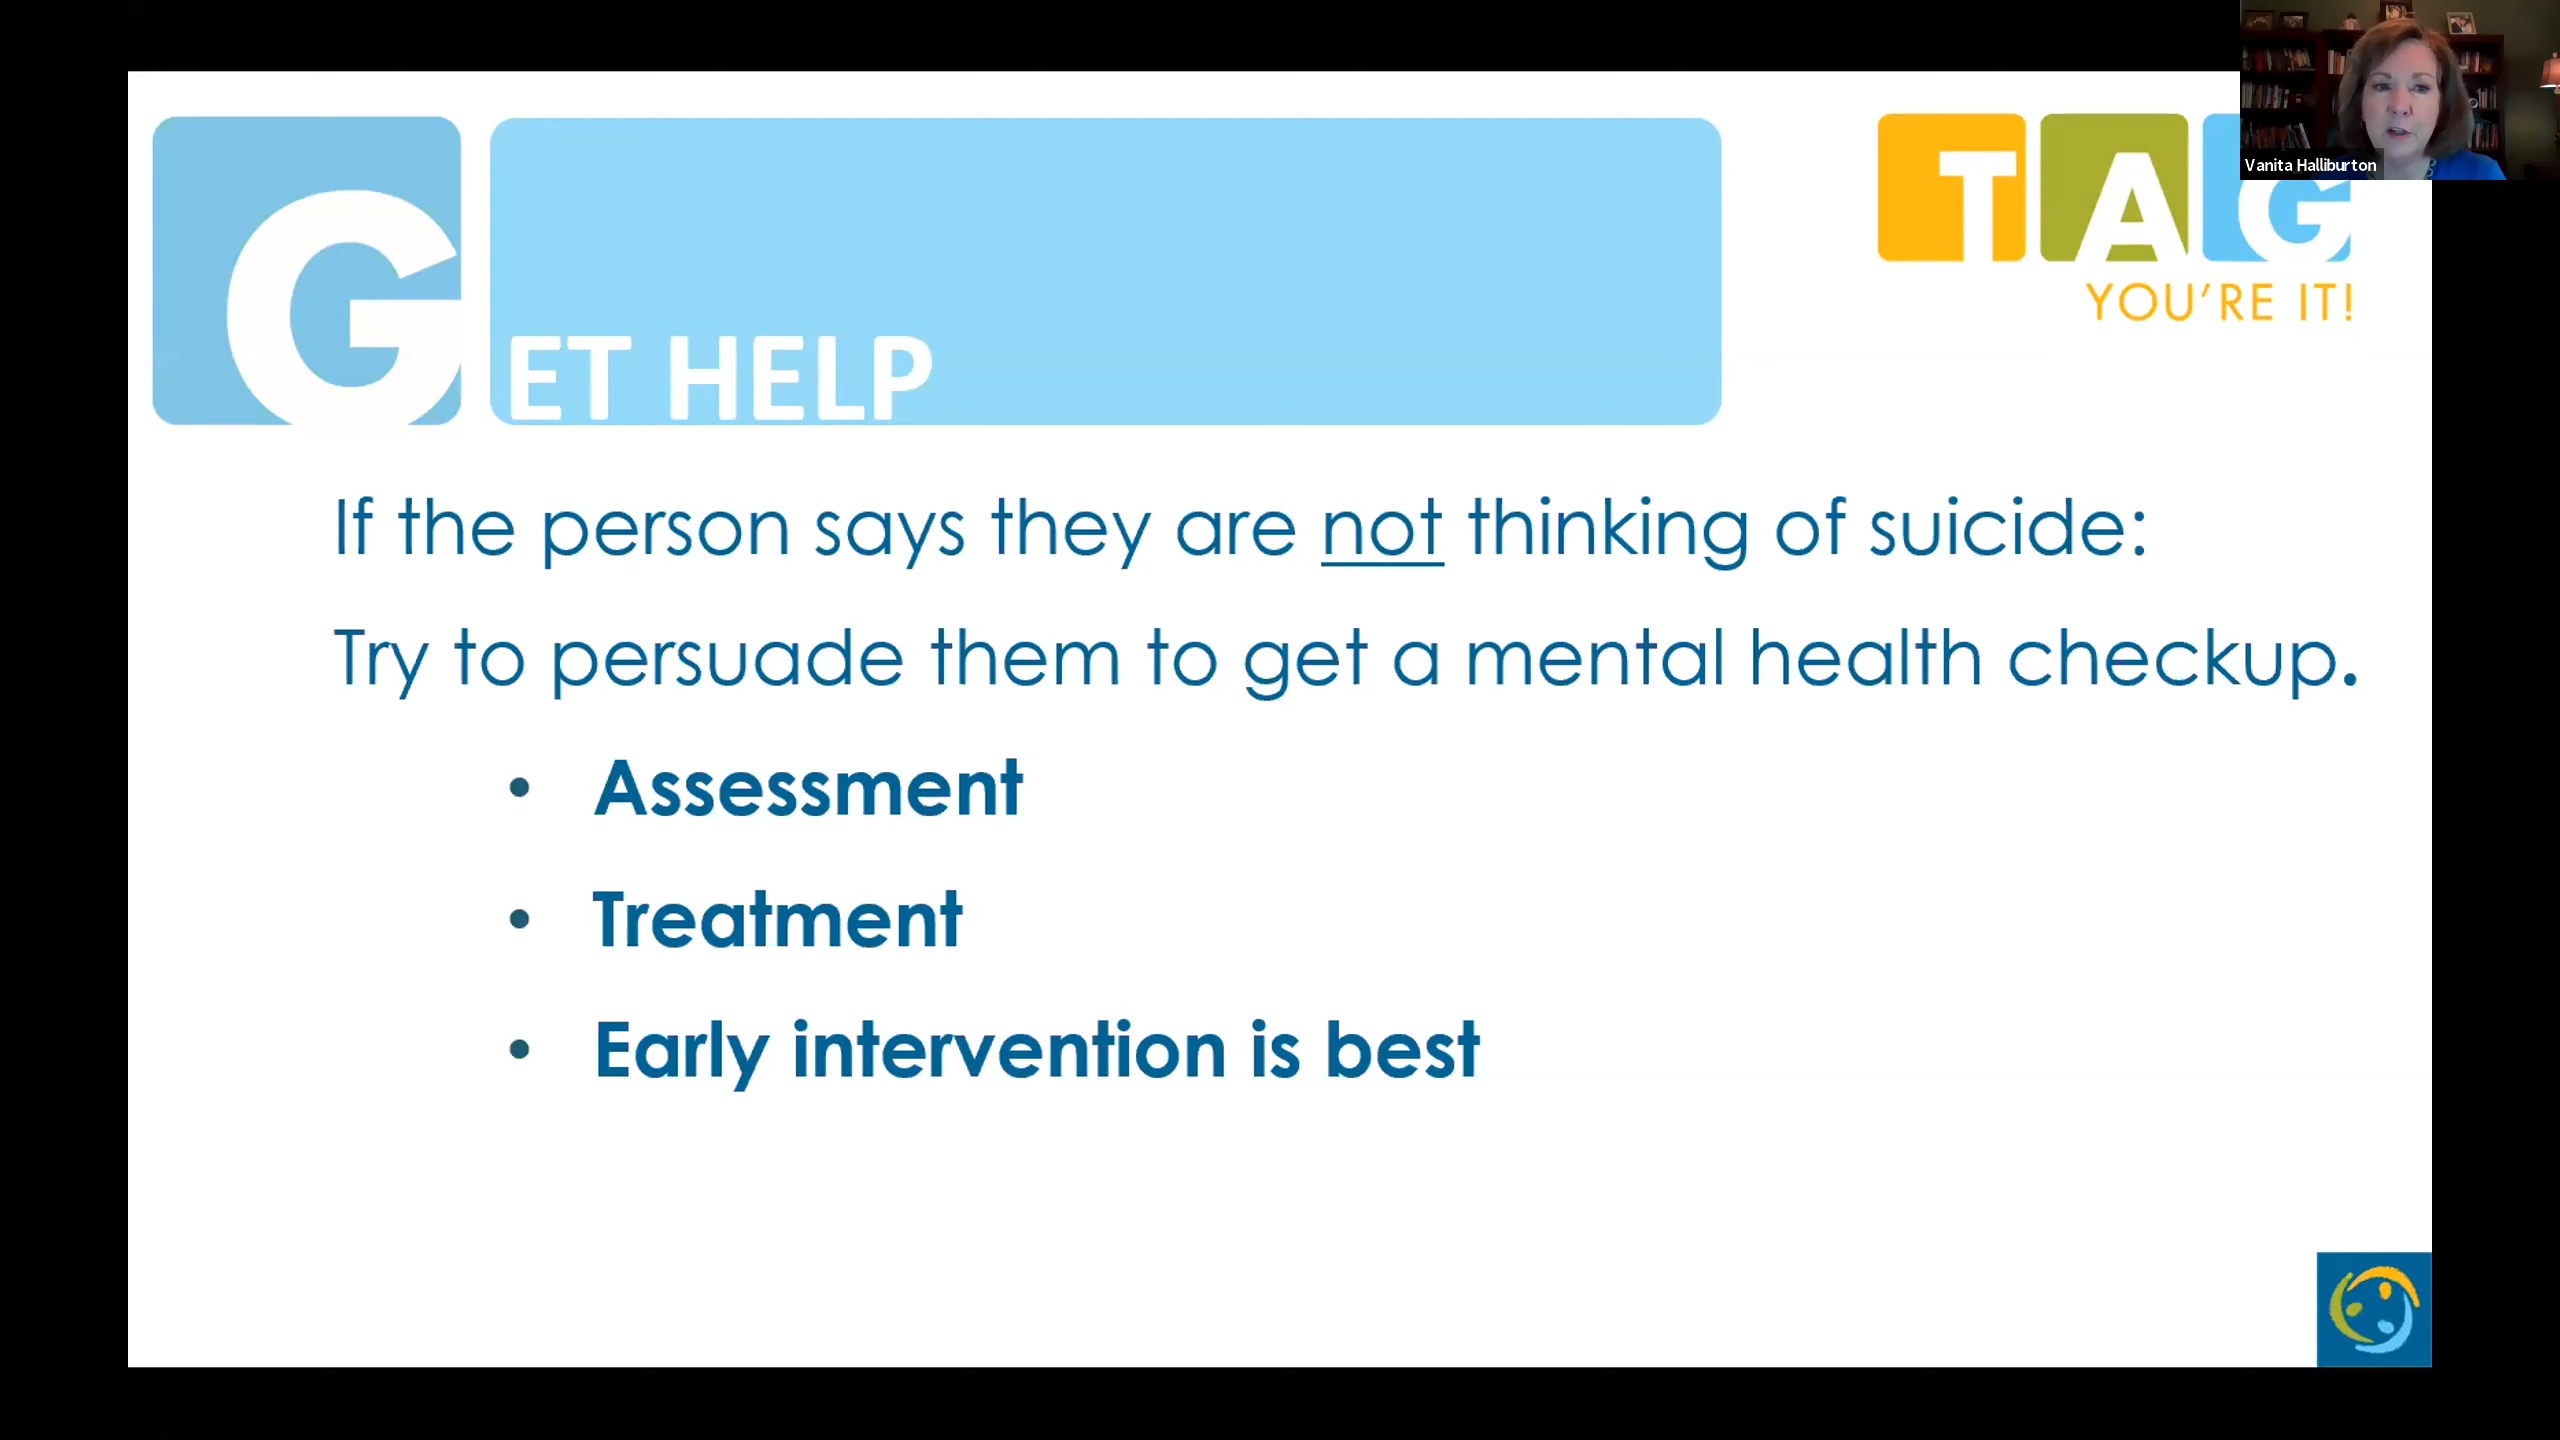 GET HELP
TAG
YOU'RE IT!
Vanita Halliburton
If the person says they are not thinking of suicide:
Try to persuade them to get a mental health checkup.
• Assessment
• Treatment
• Early intervention is best